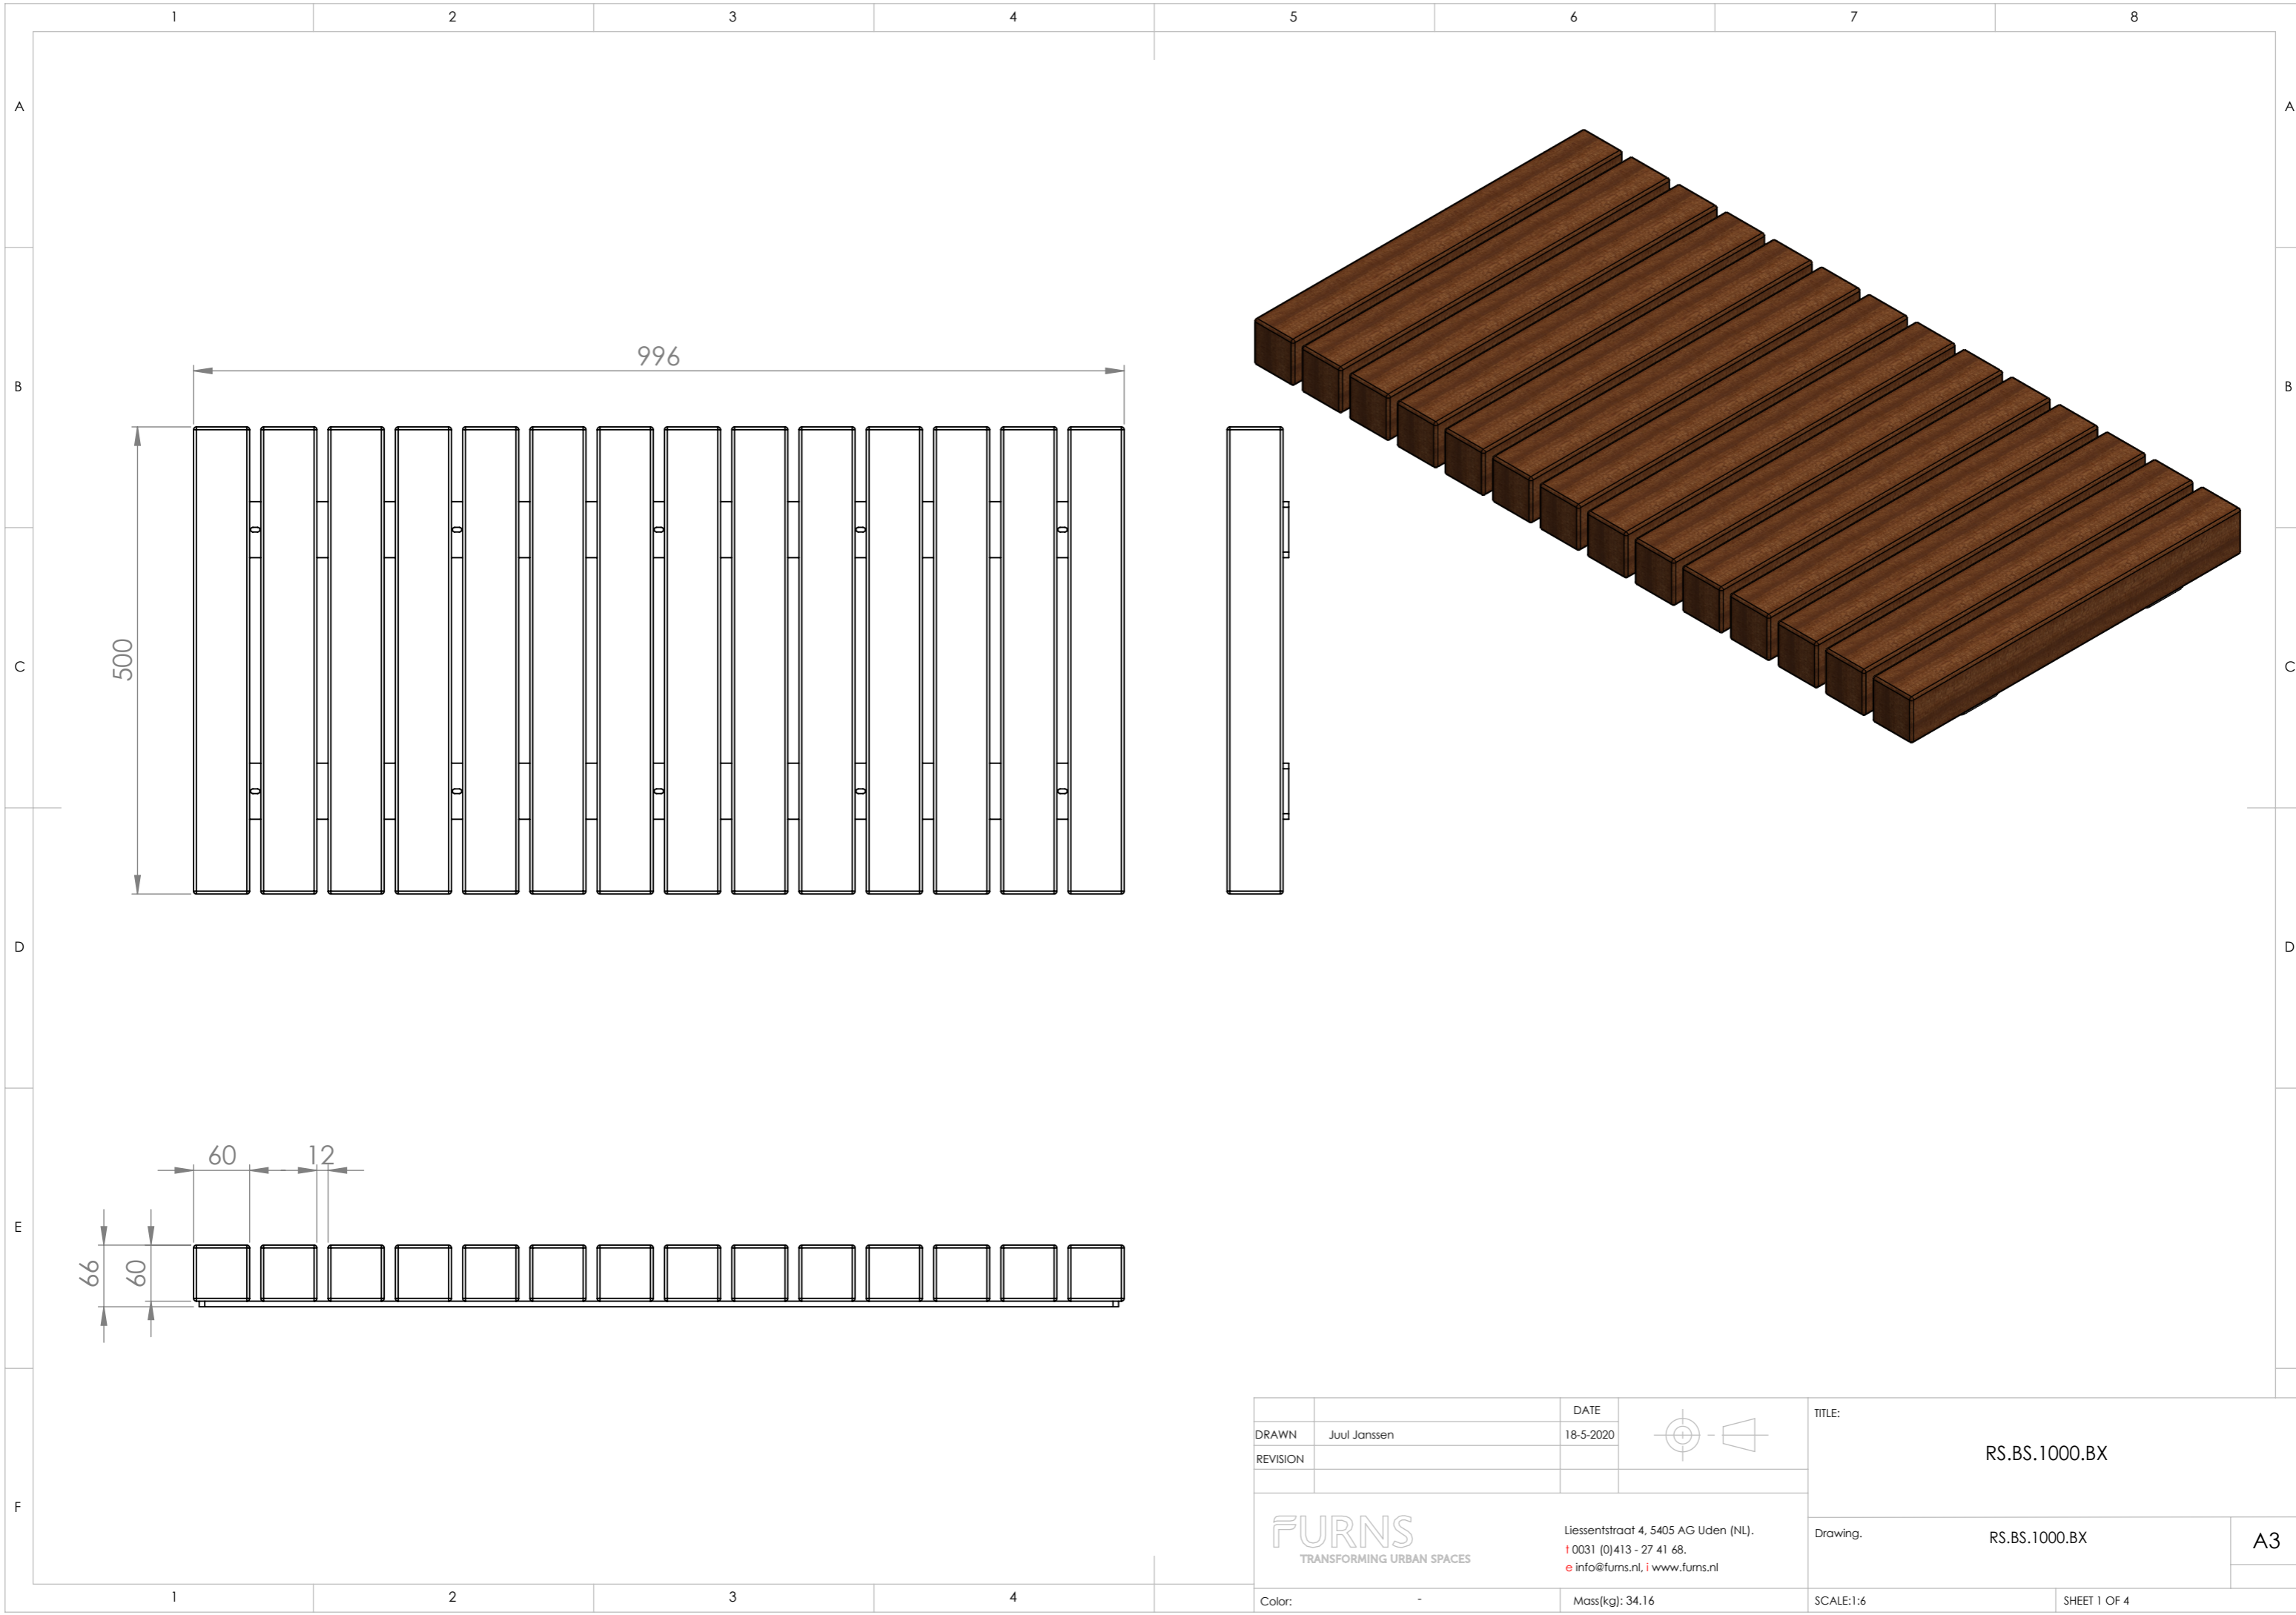 1 2 3 4 5 6 7 8
A A
B B
C C
D D
E
F
996
500
60 12
66 60
DATE
DRAWN Juul Janssen 18-5-2020
REVISION
TITLE:
RS.BS.1000.BX
FURNS
TRANSFORMING URBAN SPACES
Liessentstraat 4, 5405 AG Uden (NL).
t 0031 (0)413 - 27 41 68.
e info@furns.nl, i www.furns.nl
Drawing. RS.BS.1000.BX A3
Color: - Mass(kg): 34.16 SCALE:1:6 SHEET 1 OF 4
1 2 3 4